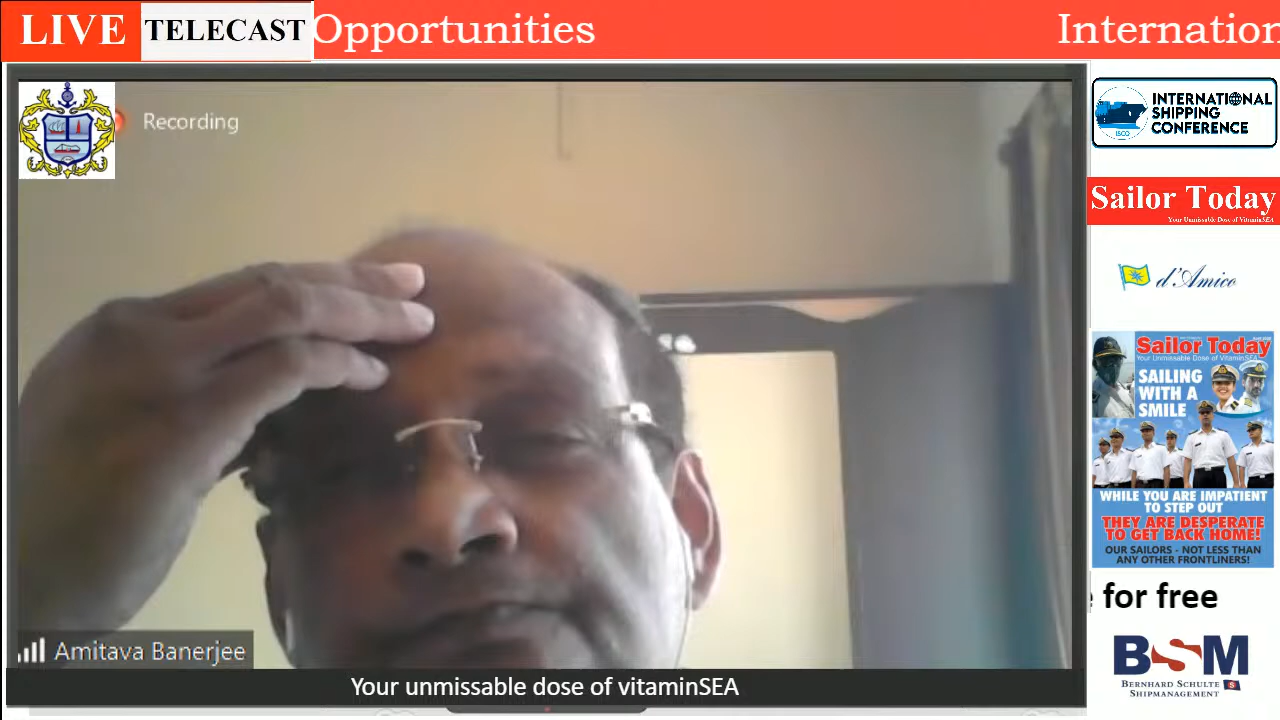 LIVE TELECAST Opportunities Internation
Recording
INTERNATIONAL
SHIPPING
CONFERENCE
ISCO
Sailor Today
Your Unmissable Dose of VitaminSEA
d'Amico
Sailor Today
Your Unmissable Dose of VitaminSEA
SAILING
WITH A
SMILE
WHILE YOU ARE IMPATIENT
TO STEP OUT
THEY ARE DESPERATE
TO GET BACK HOME!
OUR SAILORS - NOT LESS THAN
ANY OTHER FRONTLINERS!
for free
BSM
BERNHARD SCHULTE
SHIPMANAGEMENT
Amitava Banerjee
Your unmissable dose of vitaminSEA